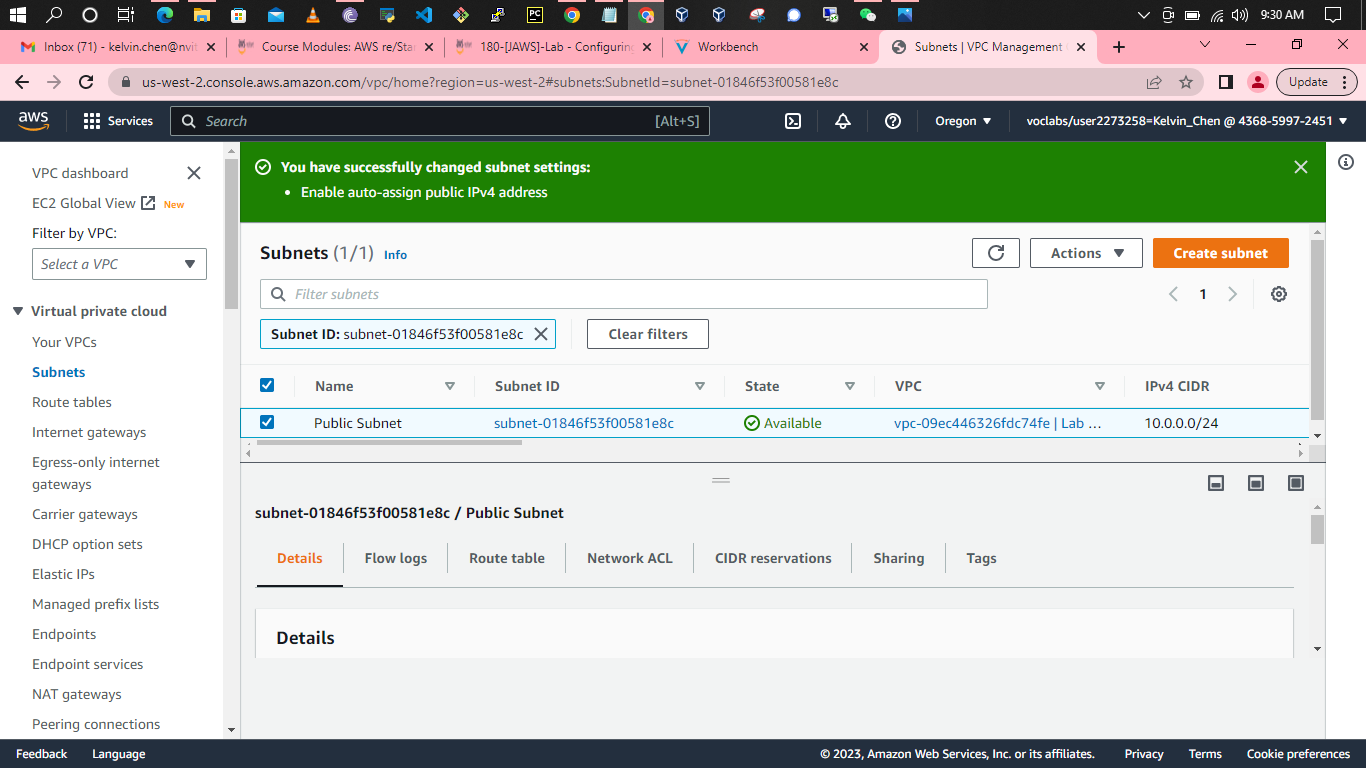 9:30 AM
Inbox (71) - kelvin.chen@nvit
Course Modules: AWS re/Star
180-[JAWS]-Lab - Configuring
Workbench
Subnets | VPC Management
us-west-2.console.aws.amazon.com/vpc/home?region=us-west-2#subnets:SubnetId=subnet-01846f53f00581e8c
Update
aws
Services
Search
[Alt+S]
Oregon
voclabs/user2273258=Kelvin_Chen @ 4368-5997-2451
VPC dashboard
EC2 Global View
New
Filter by VPC:
Select a VPC
Virtual private cloud
Your VPCs
Subnets
Route tables
Internet gateways
Egress-only internet
gateways
Carrier gateways
DHCP option sets
Elastic IPs
Managed prefix lists
Endpoints
Endpoint services
NAT gateways
Peering connections
You have successfully changed subnet settings:
• Enable auto-assign public IPv4 address
Subnets (1/1) Info
Actions
Create subnet
Filter subnets
1
Subnet ID: subnet-01846f53f00581e8c
Clear filters
Name Subnet ID State VPC IPv4 CIDR
Public Subnet subnet-01846f53f00581e8c Available vpc-09ec446326fdc74fe | Lab … 10.0.0.0/24
subnet-01846f53f00581e8c / Public Subnet
Details Flow logs Route table Network ACL CIDR reservations Sharing Tags
Details
Feedback Language © 2023, Amazon Web Services, Inc. or its affiliates. Privacy Terms Cookie preferences